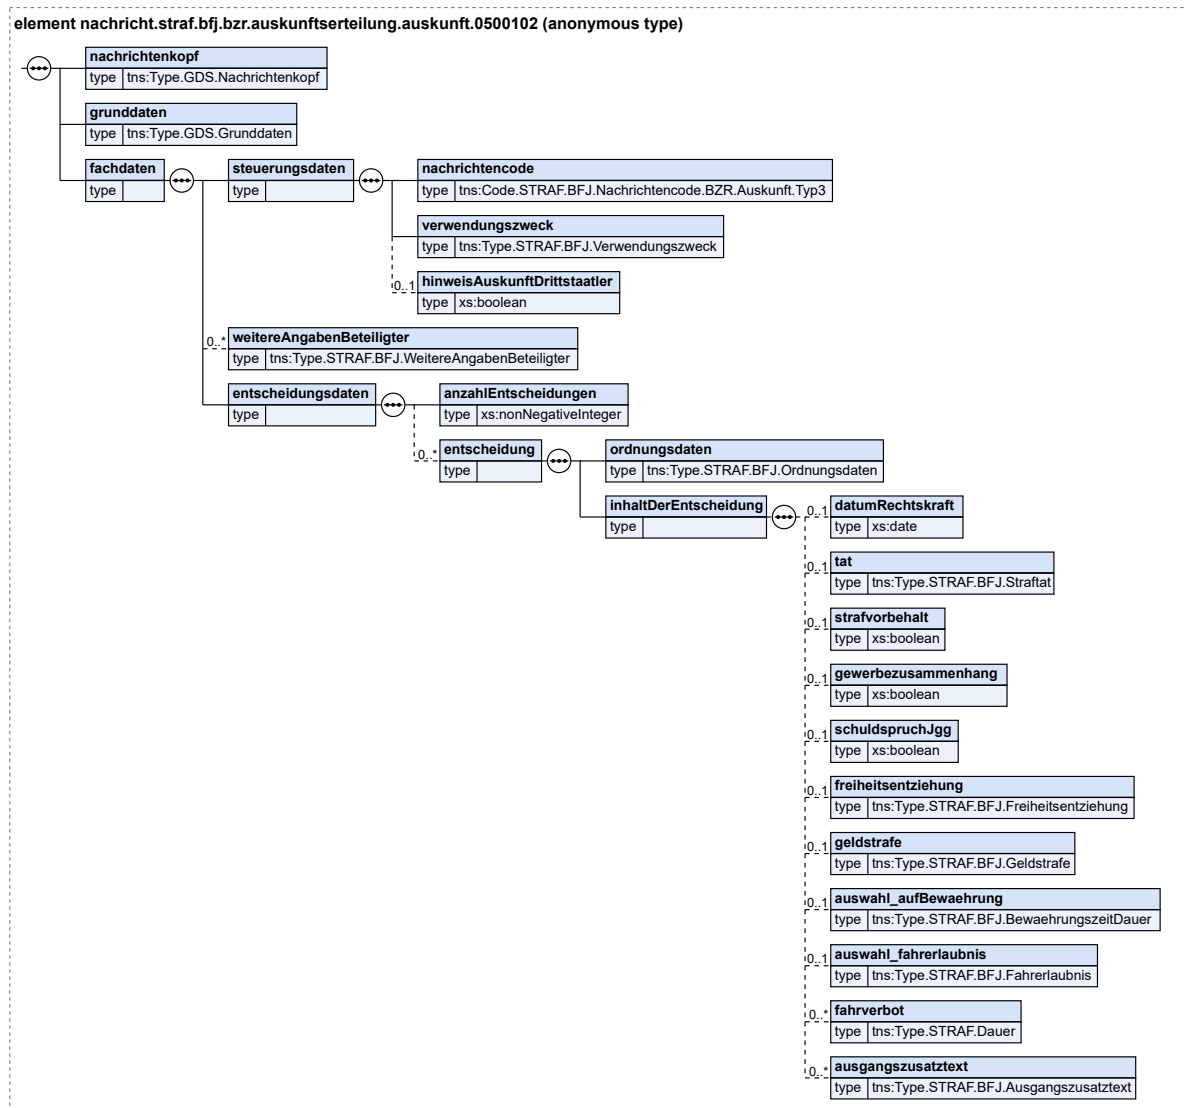 element nachricht.straf.bfj.bzr.auskunftserteilung.auskunft.0500102 (anonymous type)
nachrichtenkopf
type tns:Type.GDS.Nachrichtenkopf
grunddaten
type tns:Type.GDS.Grunddaten
fachdaten
type
steuerungsdaten
type
nachrichtencode
type tns:Code.STRAF.BFJ.Nachrichtencode.BZR.Auskunft.Typ3
verwendungszweck
type tns:Type.STRAF.BFJ.Verwendungszweck
0..1
hinweisAuskunftDrittstaatler
type xs:boolean
0..*
weitereAngabenBeteiligter
type tns:Type.STRAF.BFJ.WeitereAngabenBeteiligter
entscheidungsdaten
type
anzahlEntscheidungen
type xs:nonNegativeInteger
0..*
entscheidung
type
ordnungsdaten
type tns:Type.STRAF.BFJ.Ordnungsdaten
inhaltDerEntscheidung
type
0..1
datumRechtskraft
type xs:date
0..1
tat
type tns:Type.STRAF.BFJ.Straftat
0..1
strafvorbehalt
type xs:boolean
0..1
gewerbezusammenhang
type xs:boolean
0..1
schuldspruchJgg
type xs:boolean
0..1
freiheitsentziehung
type tns:Type.STRAF.BFJ.Freiheitsentziehung
0..1
geldstrafe
type tns:Type.STRAF.BFJ.Geldstrafe
0..1
auswahl_aufBewaehrung
type tns:Type.STRAF.BFJ.BewaehrungszeitDauer
0..1
auswahl_fahrerlaubnis
type tns:Type.STRAF.BFJ.Fahrerlaubnis
0..*
fahrverbot
type tns:Type.STRAF.Dauer
0..*
ausgangszusatztext
type tns:Type.STRAF.BFJ.Ausgangszusatztext